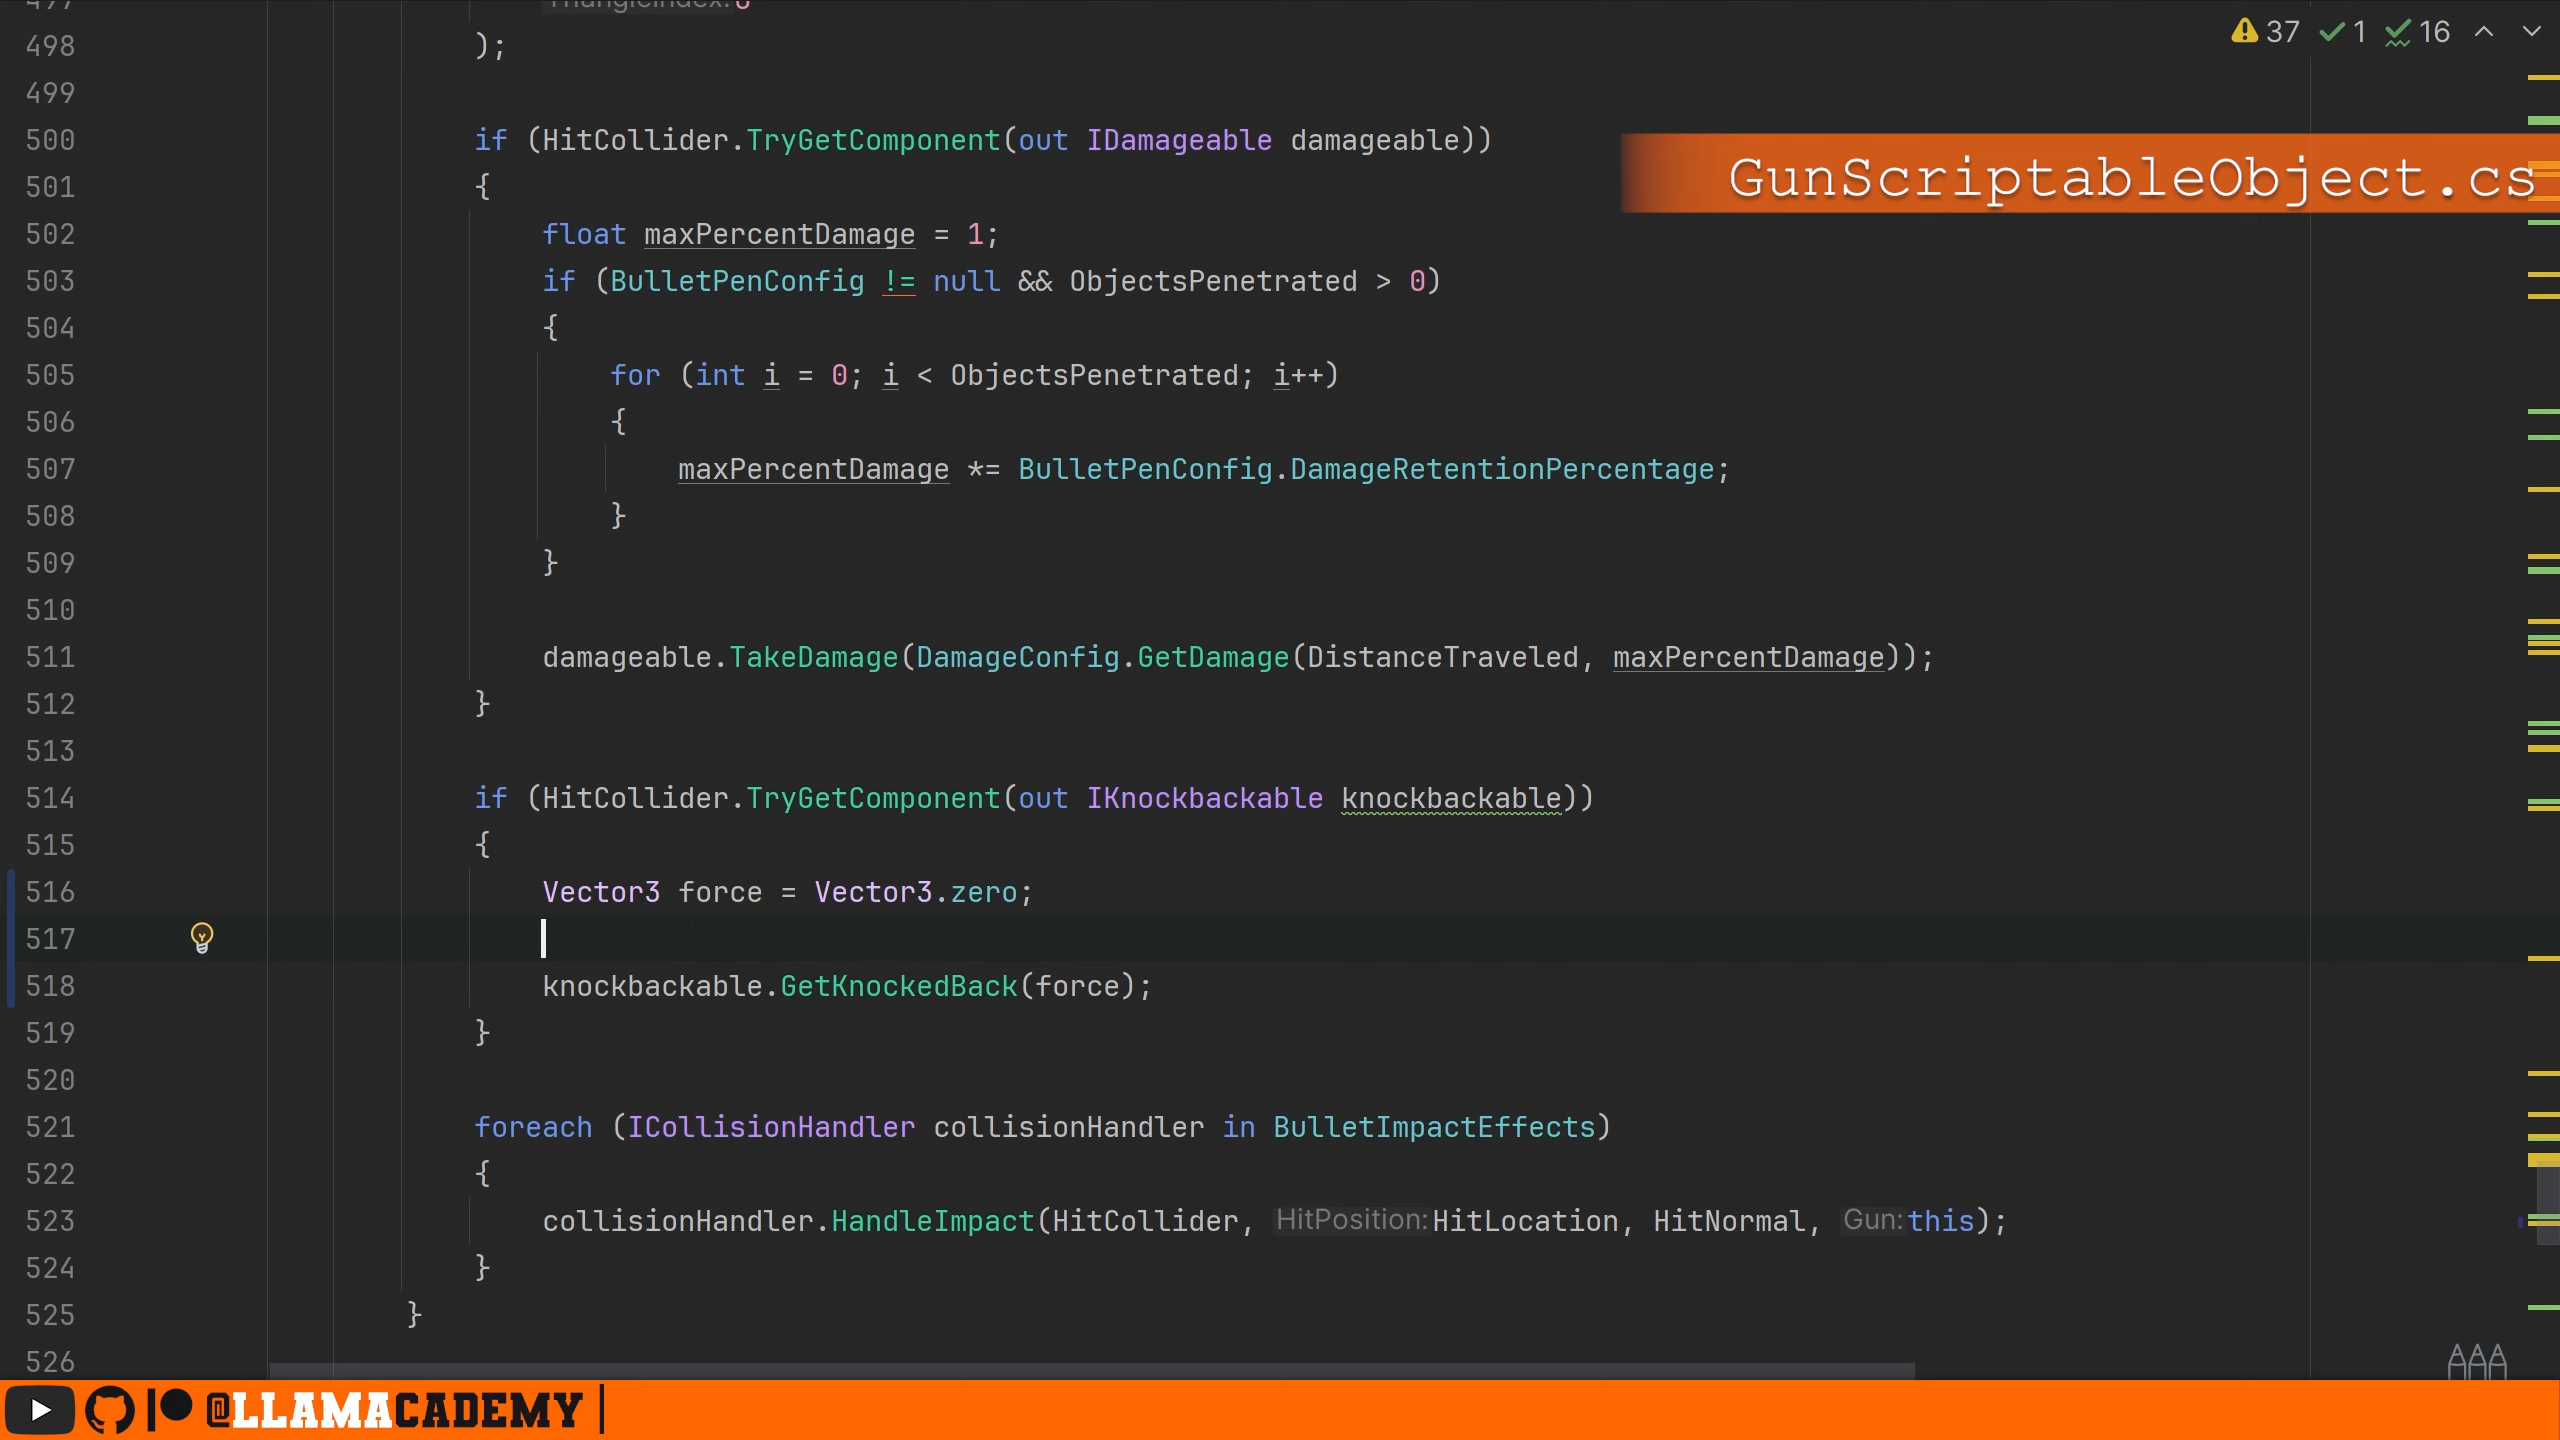 37 1 16
498 );
499
500 if (HitCollider.TryGetComponent(out IDamageable damageable))
GunScriptableObject.cs
501 {
502 float maxPercentDamage = 1;
503 if (BulletPenConfig != null && ObjectsPenetrated > 0)
504 {
505 for (int i = 0; i < ObjectsPenetrated; i++)
506 {
507 maxPercentDamage *= BulletPenConfig.DamageRetentionPercentage;
508 }
509 }
510
511 damageable.TakeDamage(DamageConfig.GetDamage(DistanceTraveled, maxPercentDamage));
512 }
513
514 if (HitCollider.TryGetComponent(out IKnockbackable knockbackable))
515 {
516 Vector3 force = Vector3.zero;
517
518 knockbackable.GetKnockedBack(force);
519 }
520
521 foreach (ICollisionHandler collisionHandler in BulletImpactEffects)
522 {
523 collisionHandler.HandleImpact(HitCollider, HitPosition:HitLocation, HitNormal, Gun:this);
524 }
525 }
526
@LLAMACADEMY